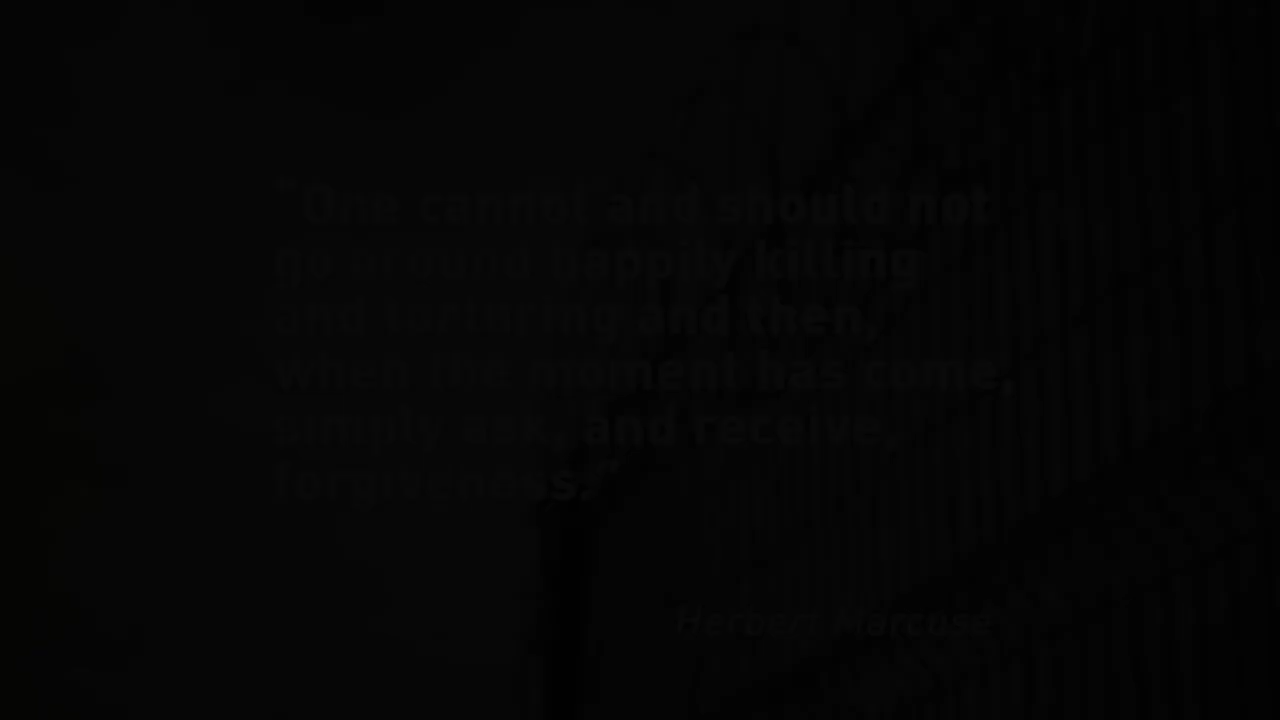 "One cannot and should not
go around happily killing
and torturing and then,
when the moment has come,
simply ask, and receive,
forgiveness."
Herbert Marcuse